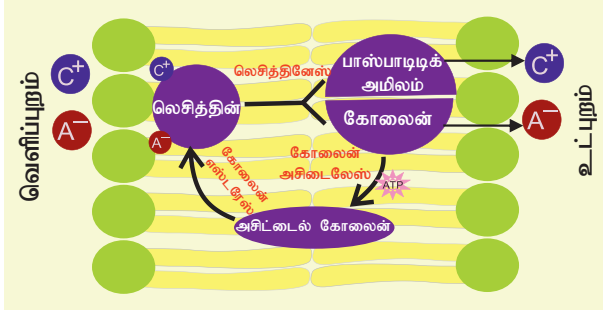 வெளிப்புறம்
C+
A−
C+
A−
லெசித்தின்
லெசித்தினேஸ்
பாஸ்பாடிடிக்
அமிலம்
கோலைன்
C+
A−
உட்புறம்
கோலைன்
எஸ்டரேஸ்
கோலைன்
அசிடைலேஸ்
ATP
அசிட்டைல் கோலைன்